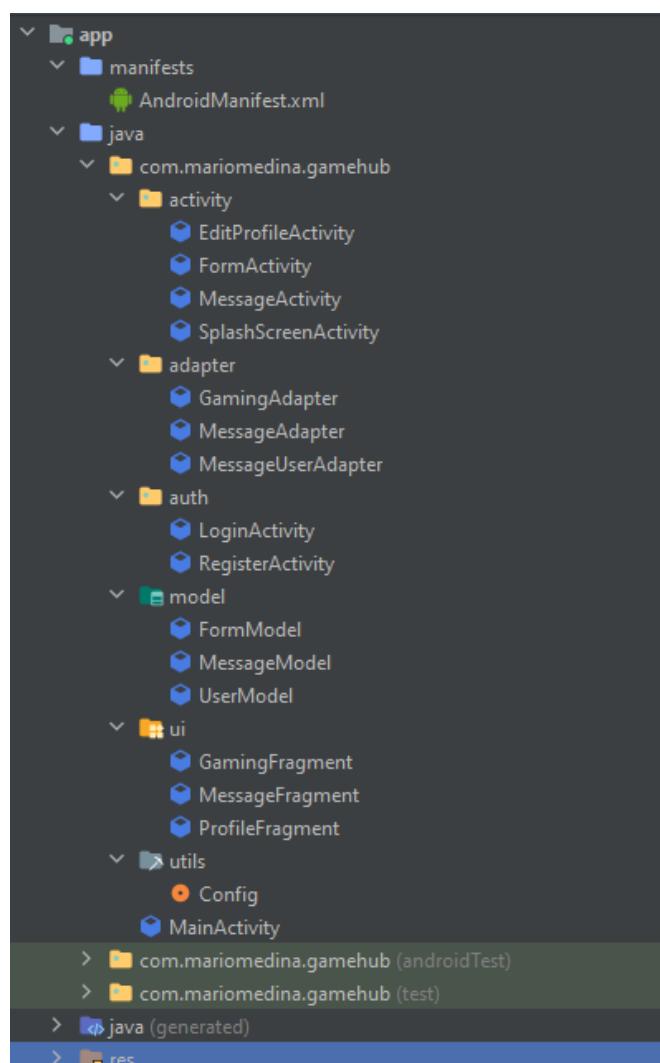 app
manifests
AndroidManifest.xml
java
com.mariomedina.gamehub
activity
EditProfileActivity
FormActivity
MessageActivity
SplashScreenActivity
adapter
GamingAdapter
MessageAdapter
MessageUserAdapter
auth
LoginActivity
RegisterActivity
model
FormModel
MessageModel
UserModel
ui
GamingFragment
MessageFragment
ProfileFragment
utils
Config
MainActivity
com.mariomedina.gamehub (androidTest)
com.mariomedina.gamehub (test)
java (generated)
res